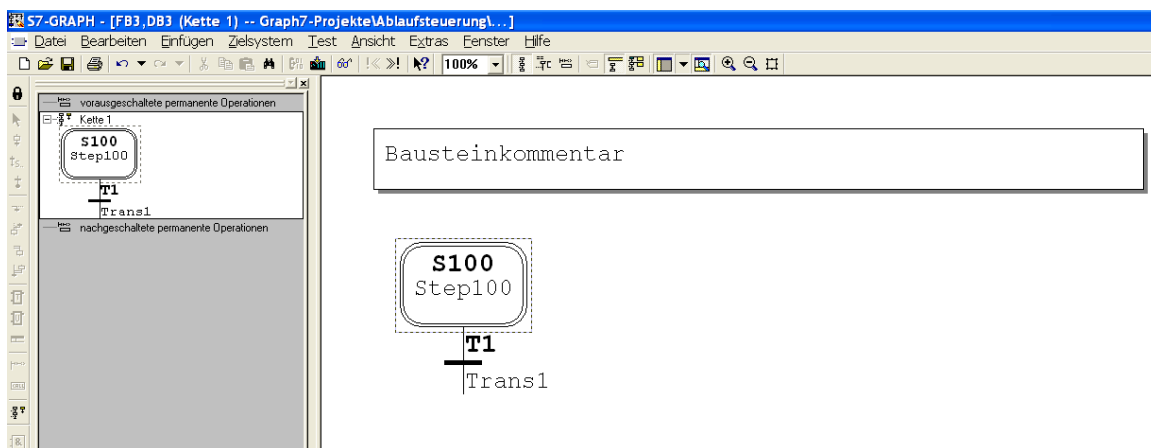 S7-GRAPH - [FB3,DB3 (Kette 1) -- Graph7-Projekte\Ablaufsteuerung\...]
Datei Bearbeiten Einfügen Zielsystem Test Ansicht Extras Fenster Hilfe
100%
vorausgeschaltete permanente Operationen
Kette 1
S100
Step100
T1
Trans1
nachgeschaltete permanente Operationen
Bausteinkommentar
S100
Step100
T1
Trans1